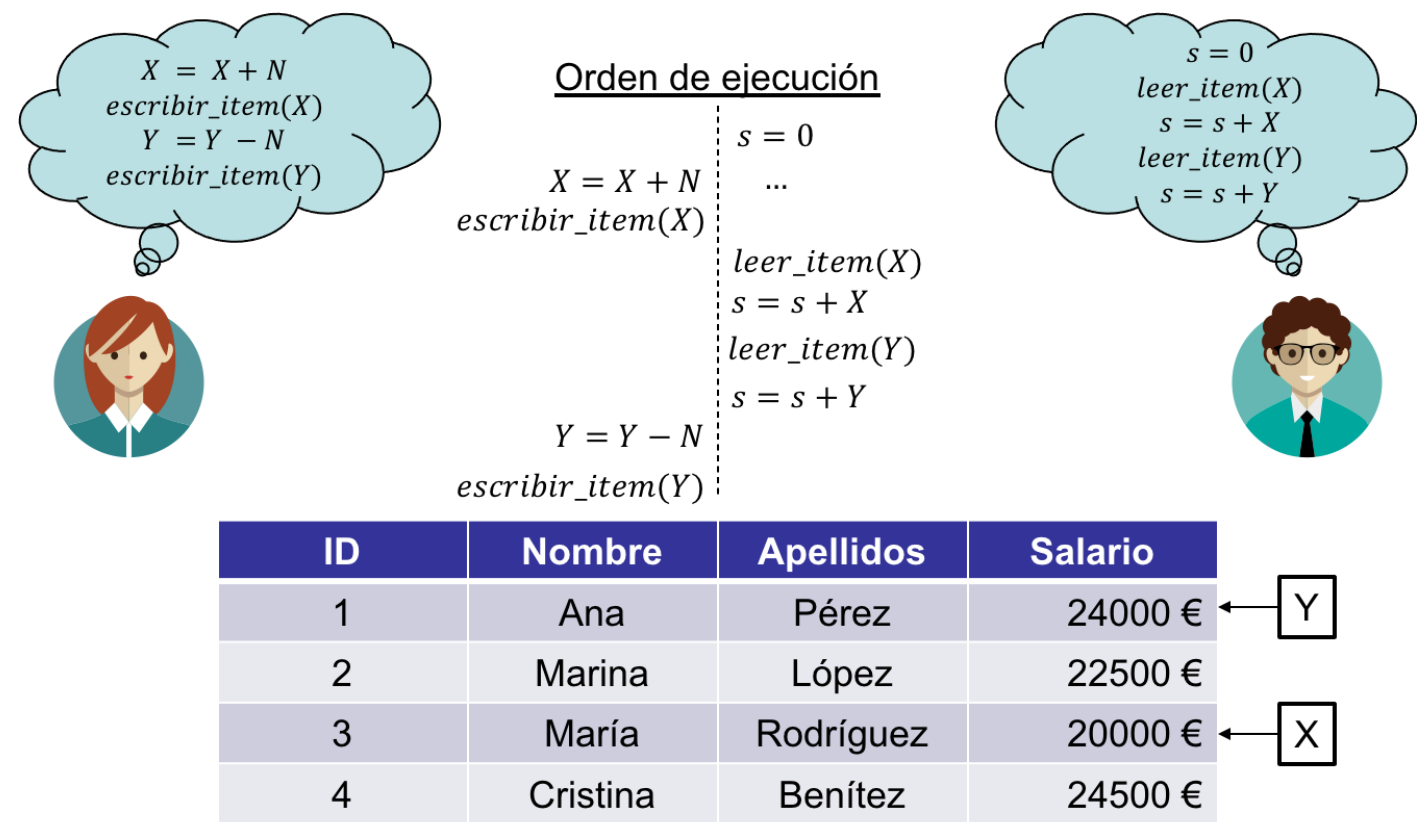 X = X + N
escribir_item(X)
Y = Y − N
escribir_item(Y)
s = 0
leer_item(X)
s = s + X
leer_item(Y)
s = s + Y
Orden de ejecución
s = 0
X = X + N ...
escribir_item(X)
leer_item(X)
s = s + X
leer_item(Y)
s = s + Y
Y = Y − N
escribir_item(Y)
ID Nombre Apellidos Salario
1 Ana Pérez 24000 € Y
2 Marina López 22500 €
3 María Rodríguez 20000 € X
4 Cristina Benítez 24500 €